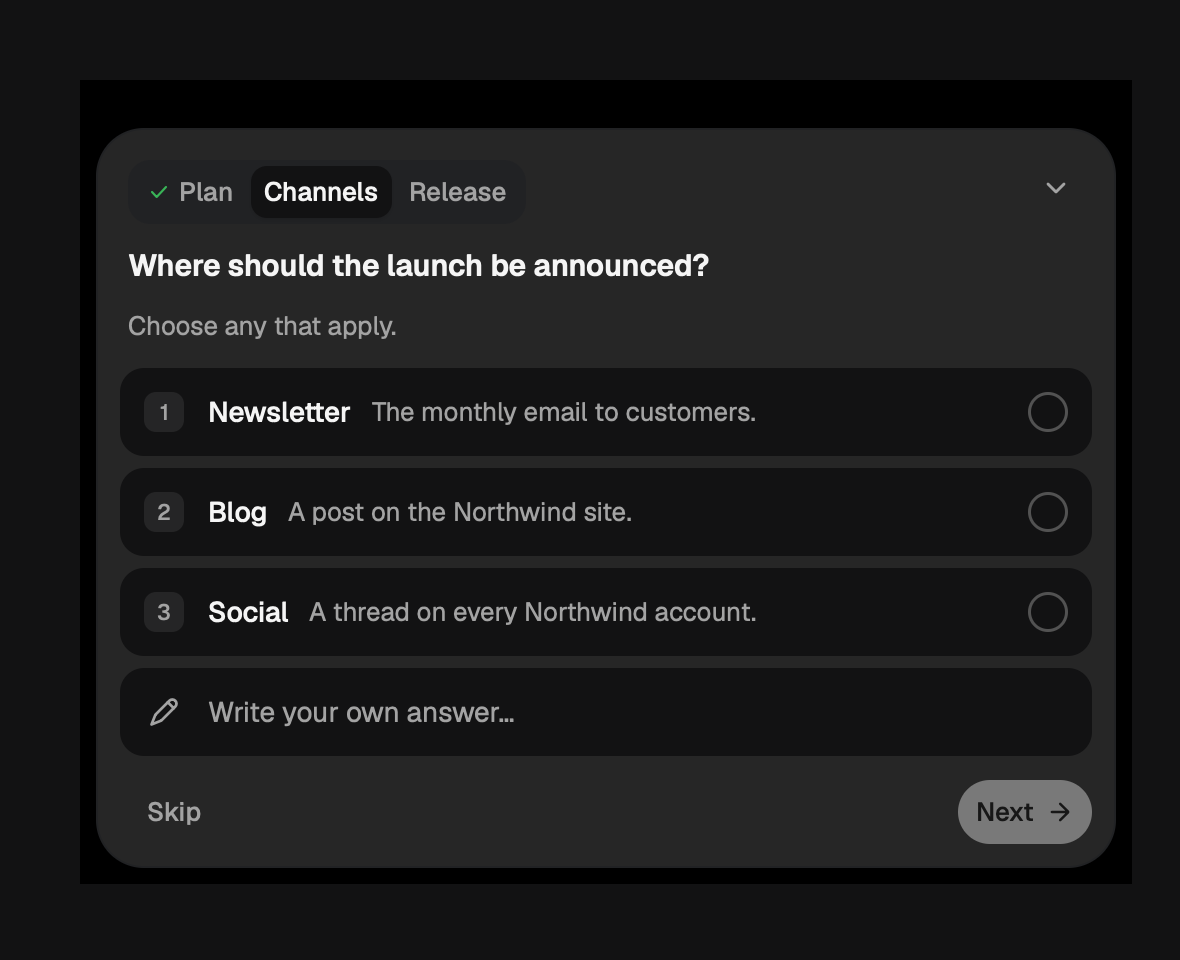 Plan Channels Release
Where should the launch be announced?
Choose any that apply.
1 Newsletter The monthly email to customers.
2 Blog A post on the Northwind site.
3 Social A thread on every Northwind account.
Write your own answer...
Skip Next